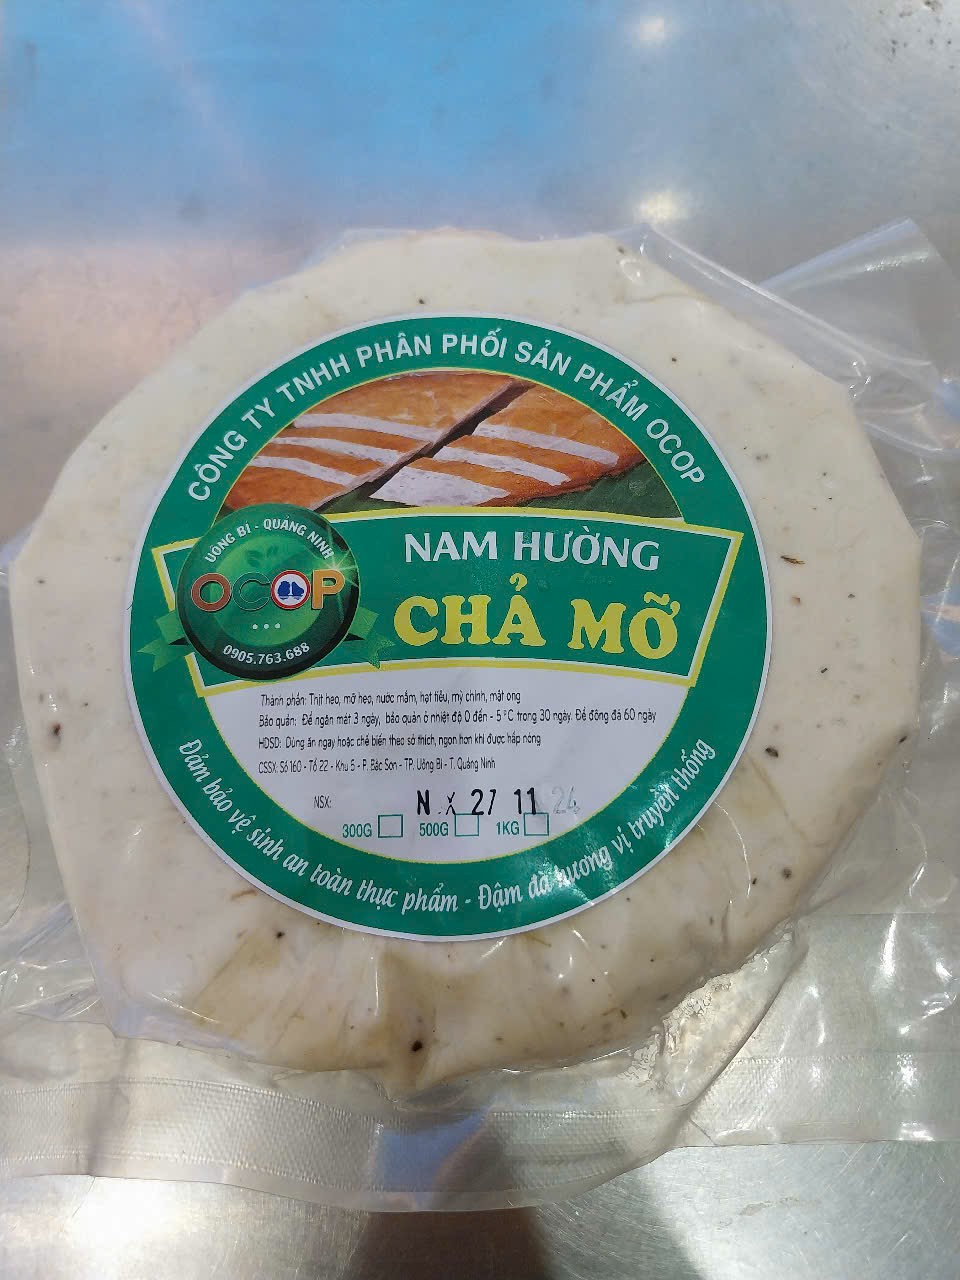 CÔNG TY TNHH PHÂN PHỐI SẢN PHẨM OCOP
UÔNG BÍ - QUẢNG NINH
OCOP
0905.763.688
NAM HƯỜNG
CHẢ MỠ
Thành phần: Thịt heo, mỡ heo, nước mắm, hạt tiêu, mỳ chính, mật ong
Bảo quản: Để ngăn mát 3 ngày, bảo quản ở nhiệt độ 0 đến - 5 °C trong 30 ngày. Để đông đá 60 ngày
HDSD: Dùng ăn ngay hoặc chế biến theo sở thích, ngon hơn khi được hấp nóng
CSSX: Số 160 - Tổ 22 - Khu 5 - P. Bắc Sơn - TP. Uông Bí - T. Quảng Ninh
NSX: N X 27 11 24
300G 500G 1KG
Đảm bảo vệ sinh an toàn thực phẩm - Đậm đà hương vị truyền thống